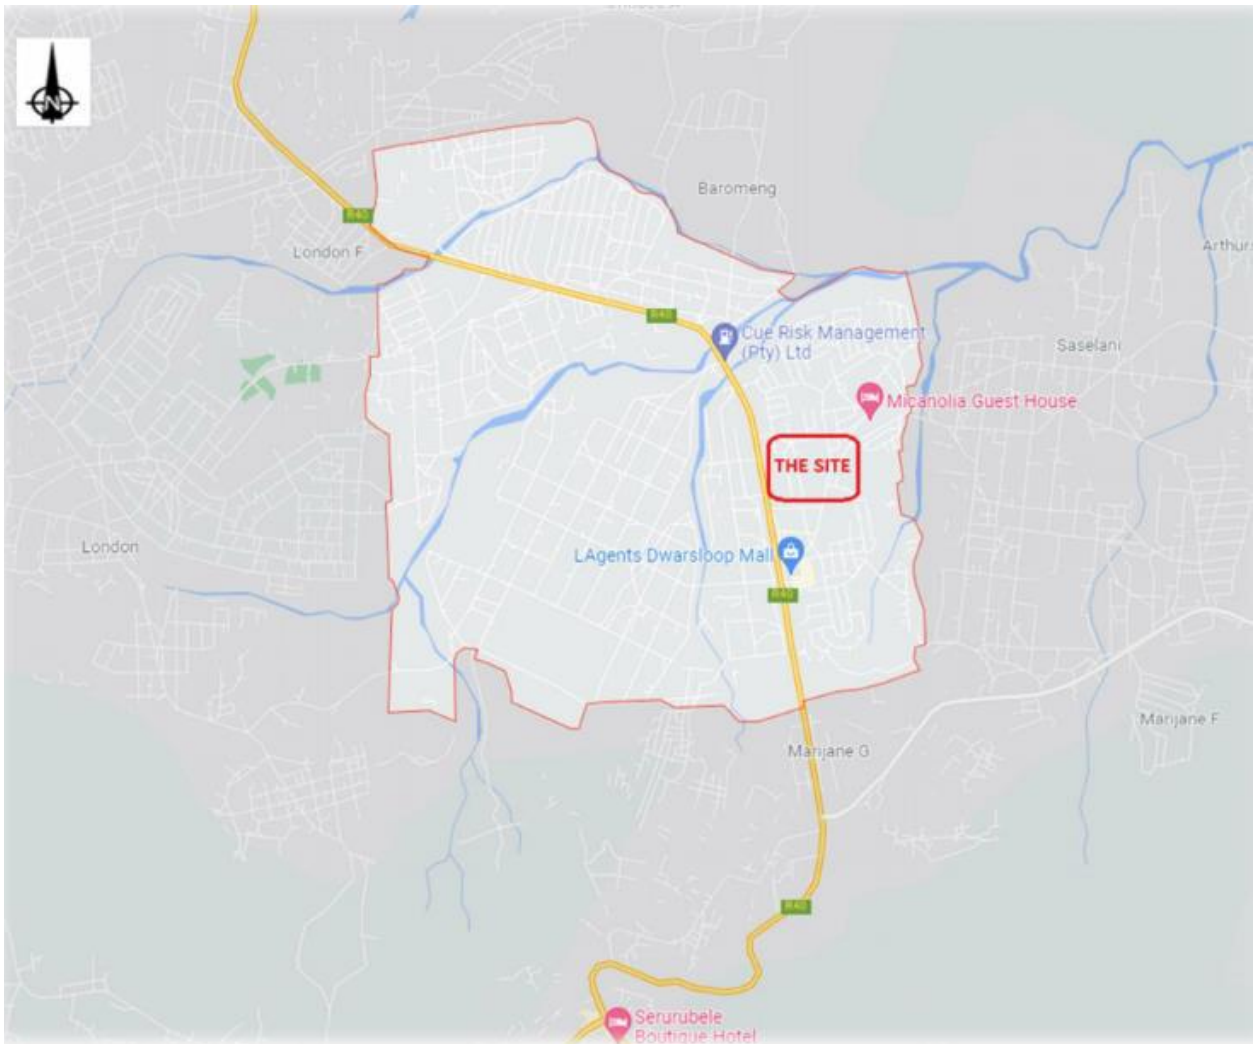 N
Baromeng
R40
London F
Arthurs
R40
Cue Risk Management
(Pty) Ltd
Saselani
Micanolia Guest House
THE SITE
London
LAgents Dwarsloop Mall
R40
Marijane F
Marijane G
R40
Serurubele
Boutique Hotel